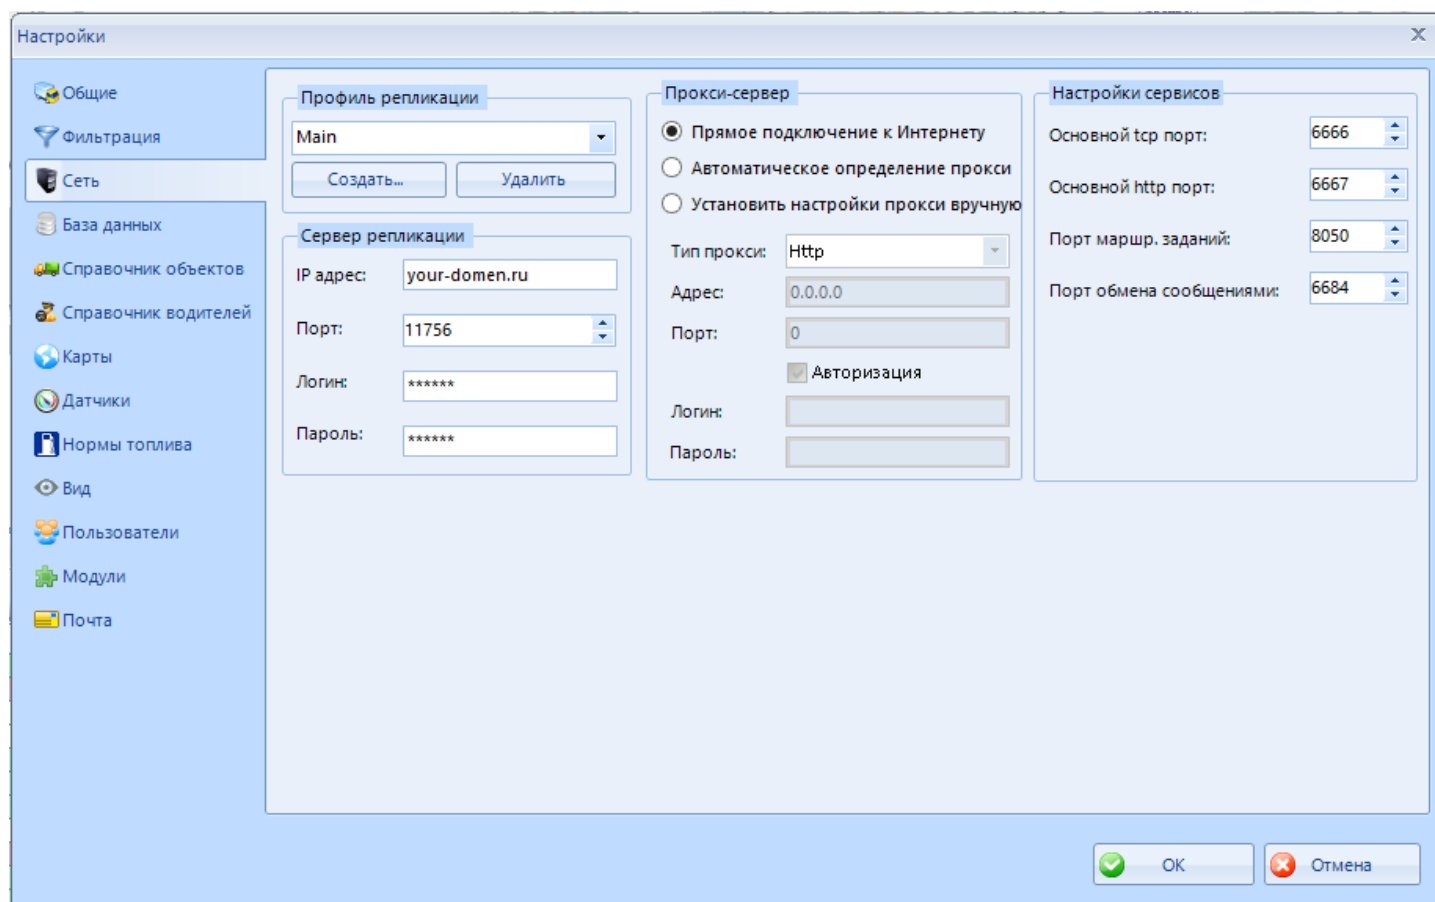 Настройки
Общие
Фильтрация
Сеть
База данных
Справочник объектов
Справочник водителей
Карты
Датчики
Нормы топлива
Вид
Пользователи
Модули
Почта
Профиль репликации
Main
Создать...
Удалить
Сервер репликации
IP адрес:
your-domen.ru
Порт:
11756
Логин:
******
Пароль:
******
Прокси-сервер
Прямое подключение к Интернету
Автоматическое определение прокси
Установить настройки прокси вручную
Тип прокси:
Http
Адрес:
0.0.0.0
Порт:
0
Авторизация
Логин:
Пароль:
Настройки сервисов
Основной tcp порт:
6666
Основной http порт:
6667
Порт маршр. заданий:
8050
Порт обмена сообщениями:
6684
OK
Отмена